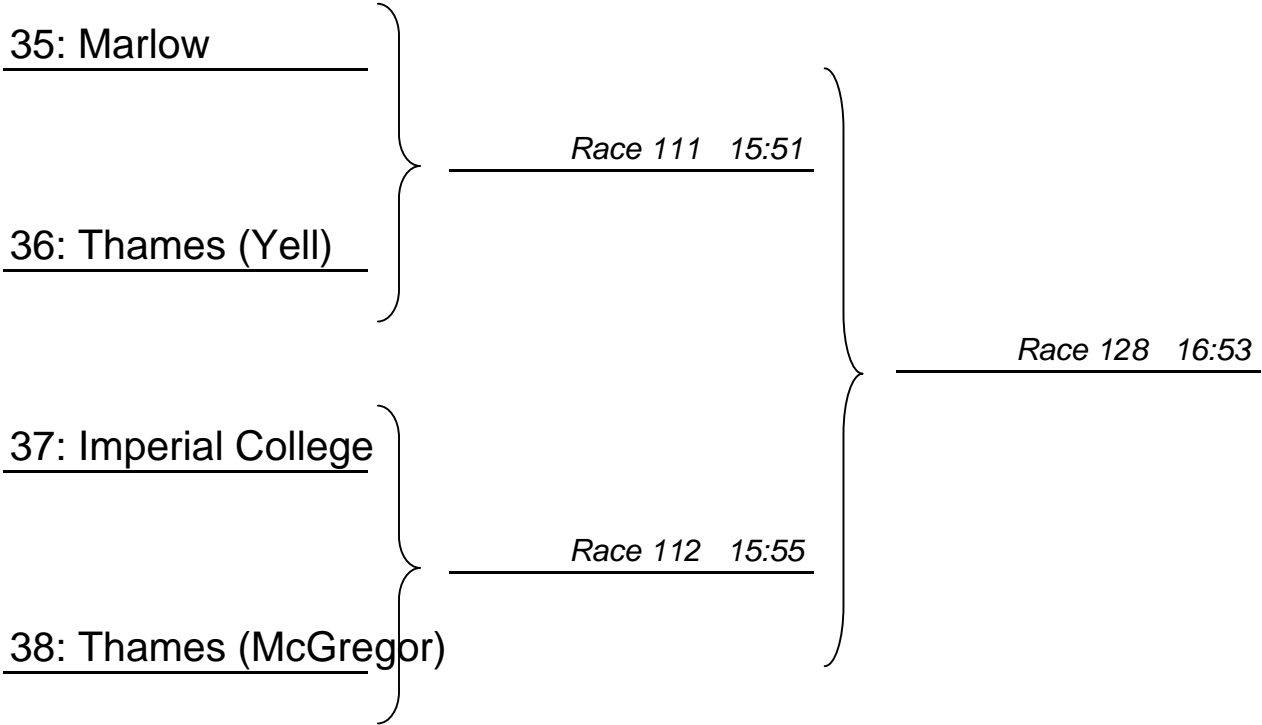 35: Marlow
Race 111 15:51
36: Thames (Yell)
Race 128 16:53
37: Imperial College
Race 112 15:55
38: Thames (McGregor)